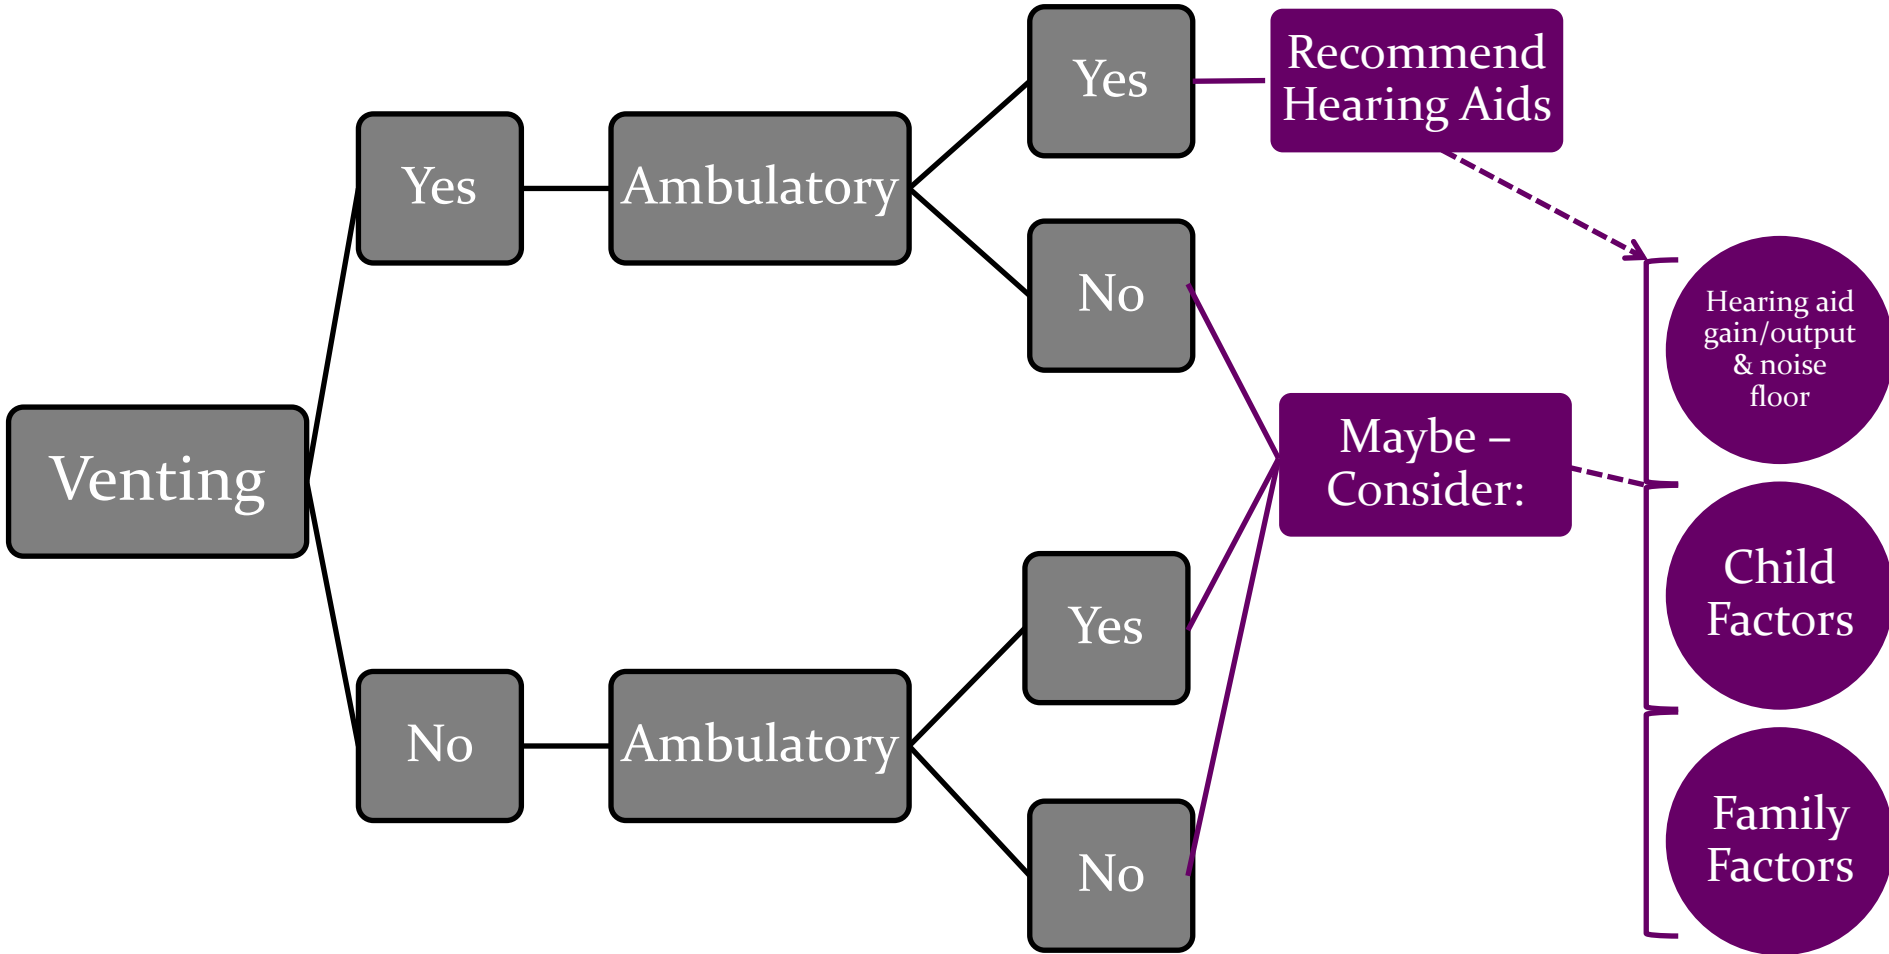 Venting
Yes
Ambulatory
Yes
Recommend
Hearing Aids
No
No
Ambulatory
Yes
No
Maybe –
Consider:
Hearing aid
gain/output
& noise
floor
Child
Factors
Family
Factors